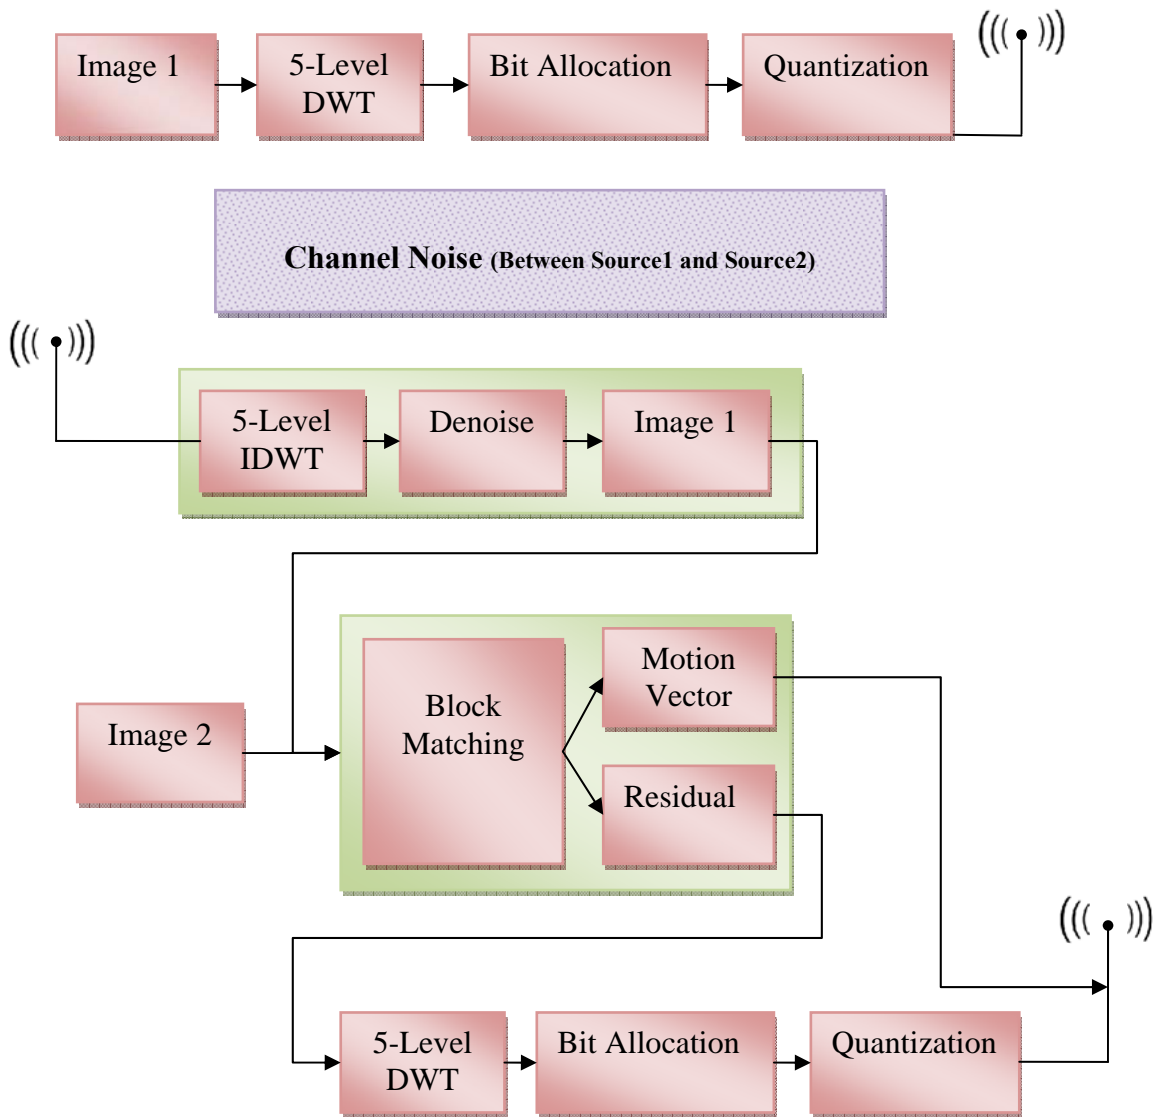 Image 1
5-Level
DWT
Bit Allocation
Quantization
Channel Noise (Between Source1 and Source2)
5-Level
IDWT
Denoise
Image 1
Image 2
Block
Matching
Motion
Vector
Residual
5-Level
DWT
Bit Allocation
Quantization